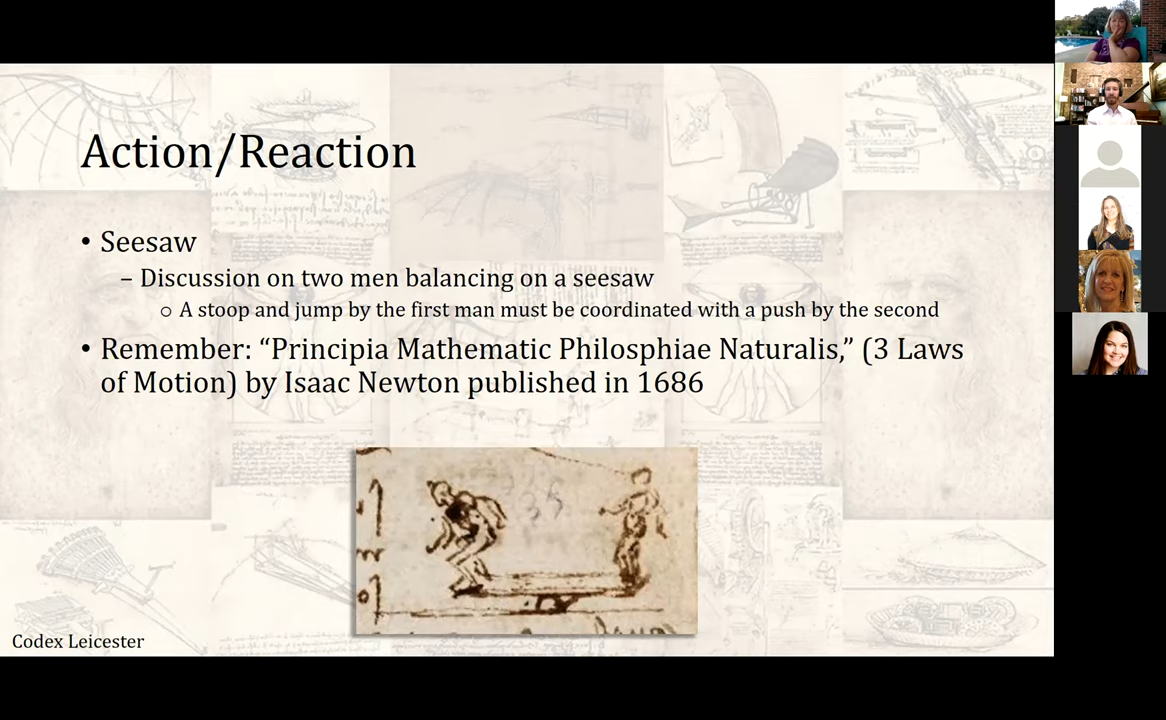 Action/Reaction
• Seesaw
– Discussion on two men balancing on a seesaw
○ A stoop and jump by the first man must be coordinated with a push by the second
• Remember: “Principia Mathematic Philosphiae Naturalis,” (3 Laws
of Motion) by Isaac Newton published in 1686
Codex Leicester